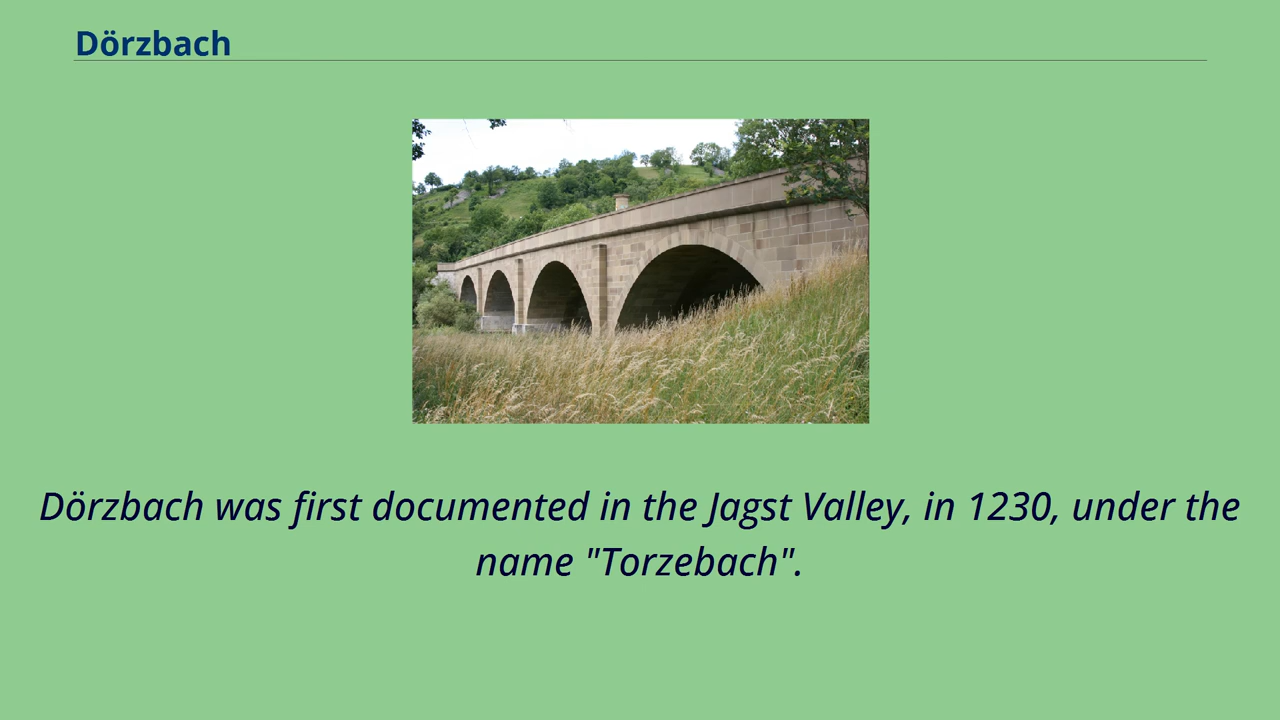 Dörzbach
Dörzbach was first documented in the Jagst Valley, in 1230, under the
name "Torzebach".